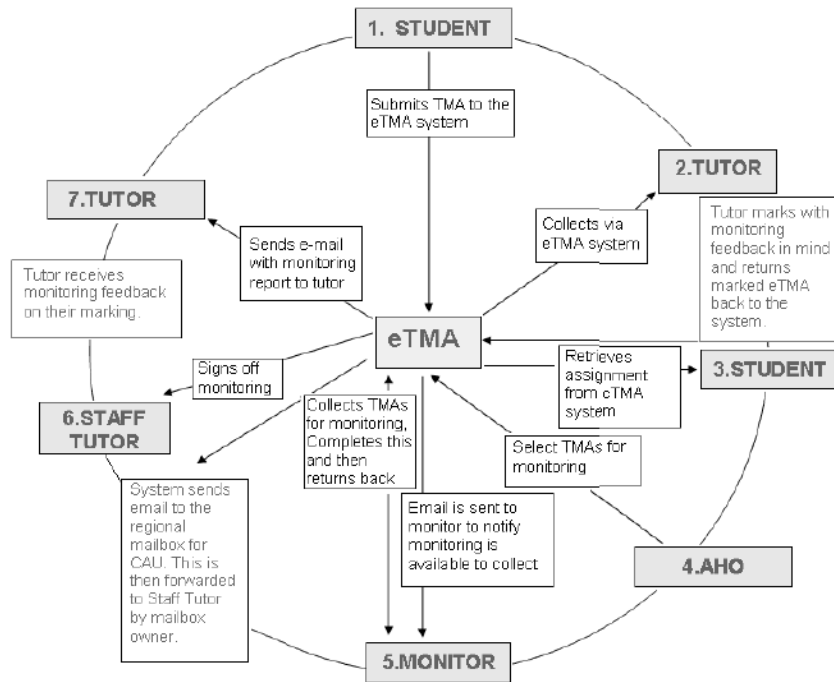 1. STUDENT
Submits TMA to the
eTMA system
2.TUTOR
7.TUTOR
Collects via
eTMA system
Tutor marks with
monitoring
feedback in mind
and returns
marked eTMA
back to the
system.
Sends e-mail
with monitoring
report to tutor
Tutor receives
monitoring feedback
on their marking.
eTMA
Signs off
monitoring
Retrieves
assignment
from eTMA
system
3.STUDENT
6.STAFF
TUTOR
Collects TMAs
for monitoring,
Completes this
and then
returns back
Select TMAs for
monitoring
System sends
email to the
regional
mailbox for
CAU. This is
then forwarded
to Staff Tutor
by mailbox
owner.
Email is sent to
monitor to notify
monitoring is
available to collect
4.AHO
5.MONITOR